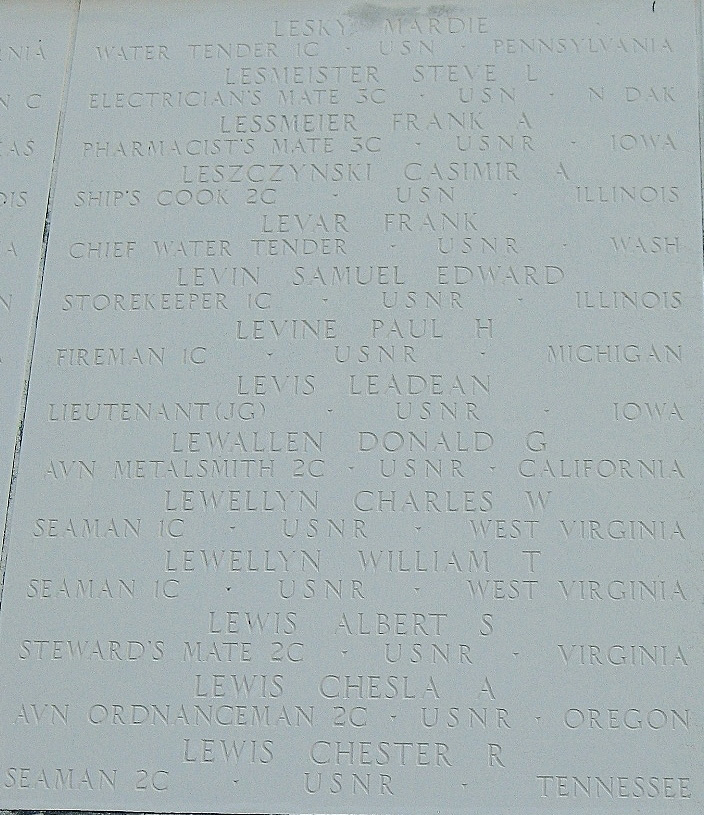 LESKY MARDIE
NIA WATER TENDER 1C · USN · PENNSYLVANIA
LESMEISTER STEVE L
N C ELECTRICIAN'S MATE 3C · USN · N DAK
LESSMEIER FRANK A
AS PHARMACIST'S MATE 3C · USNR · IOWA
LESZCZYNSKI CASIMIR A
OIS SHIP'S COOK 2C · USN · ILLINOIS
LEVAR FRANK
A CHIEF WATER TENDER · USNR · WASH
LEVIN SAMUEL EDWARD
N STOREKEEPER 1C · USNR · ILLINOIS
LEVINE PAUL H
FIREMAN 1C · USNR · MICHIGAN
LEVIS LEADEAN
LIEUTENANT(JG) · USNR · IOWA
LEWALLEN DONALD G
AVN METALSMITH 2C · USNR · CALIFORNIA
LEWELLYN CHARLES W
SEAMAN 1C · USNR · WEST VIRGINIA
LEWELLYN WILLIAM T
SEAMAN 1C · USNR · WEST VIRGINIA
LEWIS ALBERT S
STEWARD'S MATE 2C · USNR · VIRGINIA
LEWIS CHESLA A
AVN ORDNANCEMAN 2C · USNR · OREGON
LEWIS CHESTER R
SEAMAN 2C · USNR · TENNESSEE